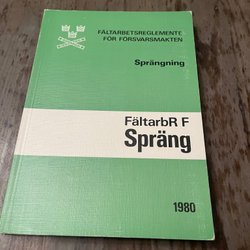 FÄLTARBETSREGLEMENTE
FÖR FÖRSVARSMAKTEN
Sprängning
FältarbR F
Spräng
1980